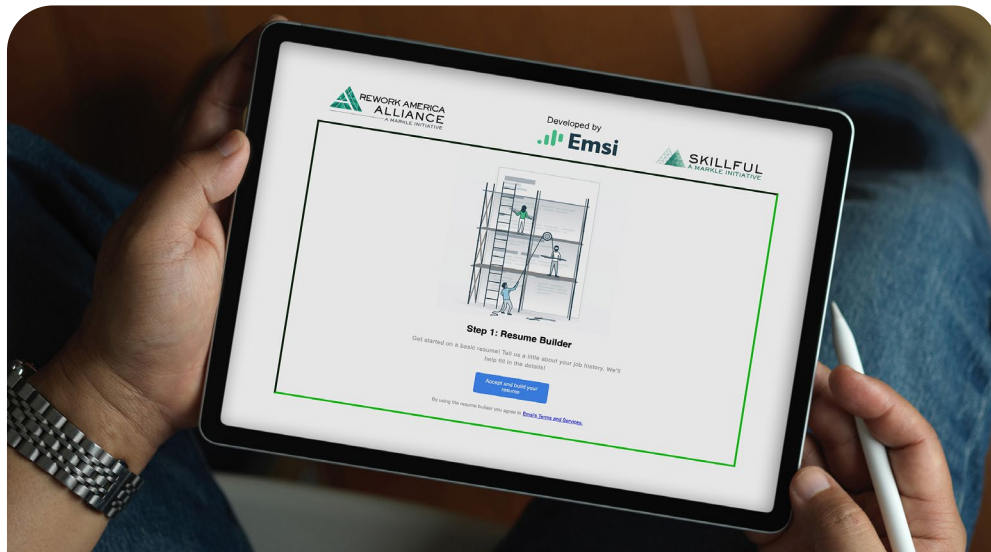 REWORK AMERICA
ALLIANCE
A MARKLE INITIATIVE
Developed by
Emsi
SKILLFUL
A MARKLE INITIATIVE
Step 1: Resume Builder
Get started on a basic resume! Tell us a little about your job history. We'll
help fill in the details!
Accept and build your
resume
By using the resume builder you agree to Emsi's Terms and Services.